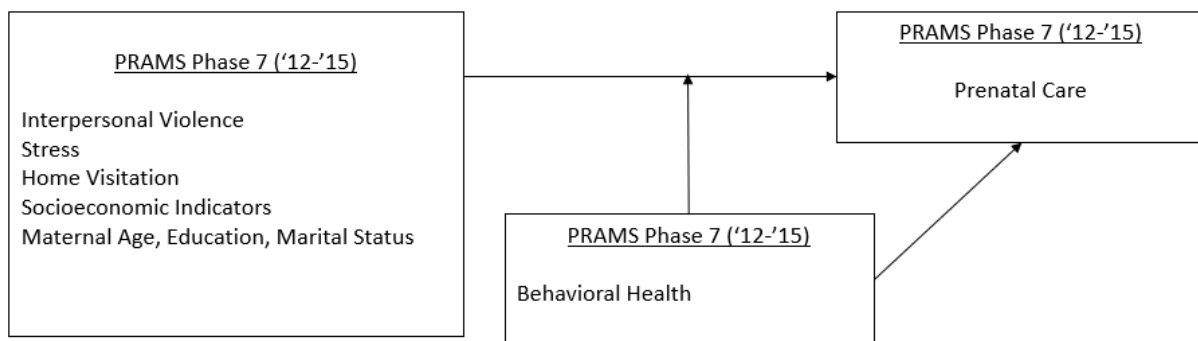 PRAMS Phase 7 (‘12-’15)
Interpersonal Violence
Stress
Home Visitation
Socioeconomic Indicators
Maternal Age, Education, Marital Status
PRAMS Phase 7 (‘12-’15)
Prenatal Care
PRAMS Phase 7 (‘12-’15)
Behavioral Health